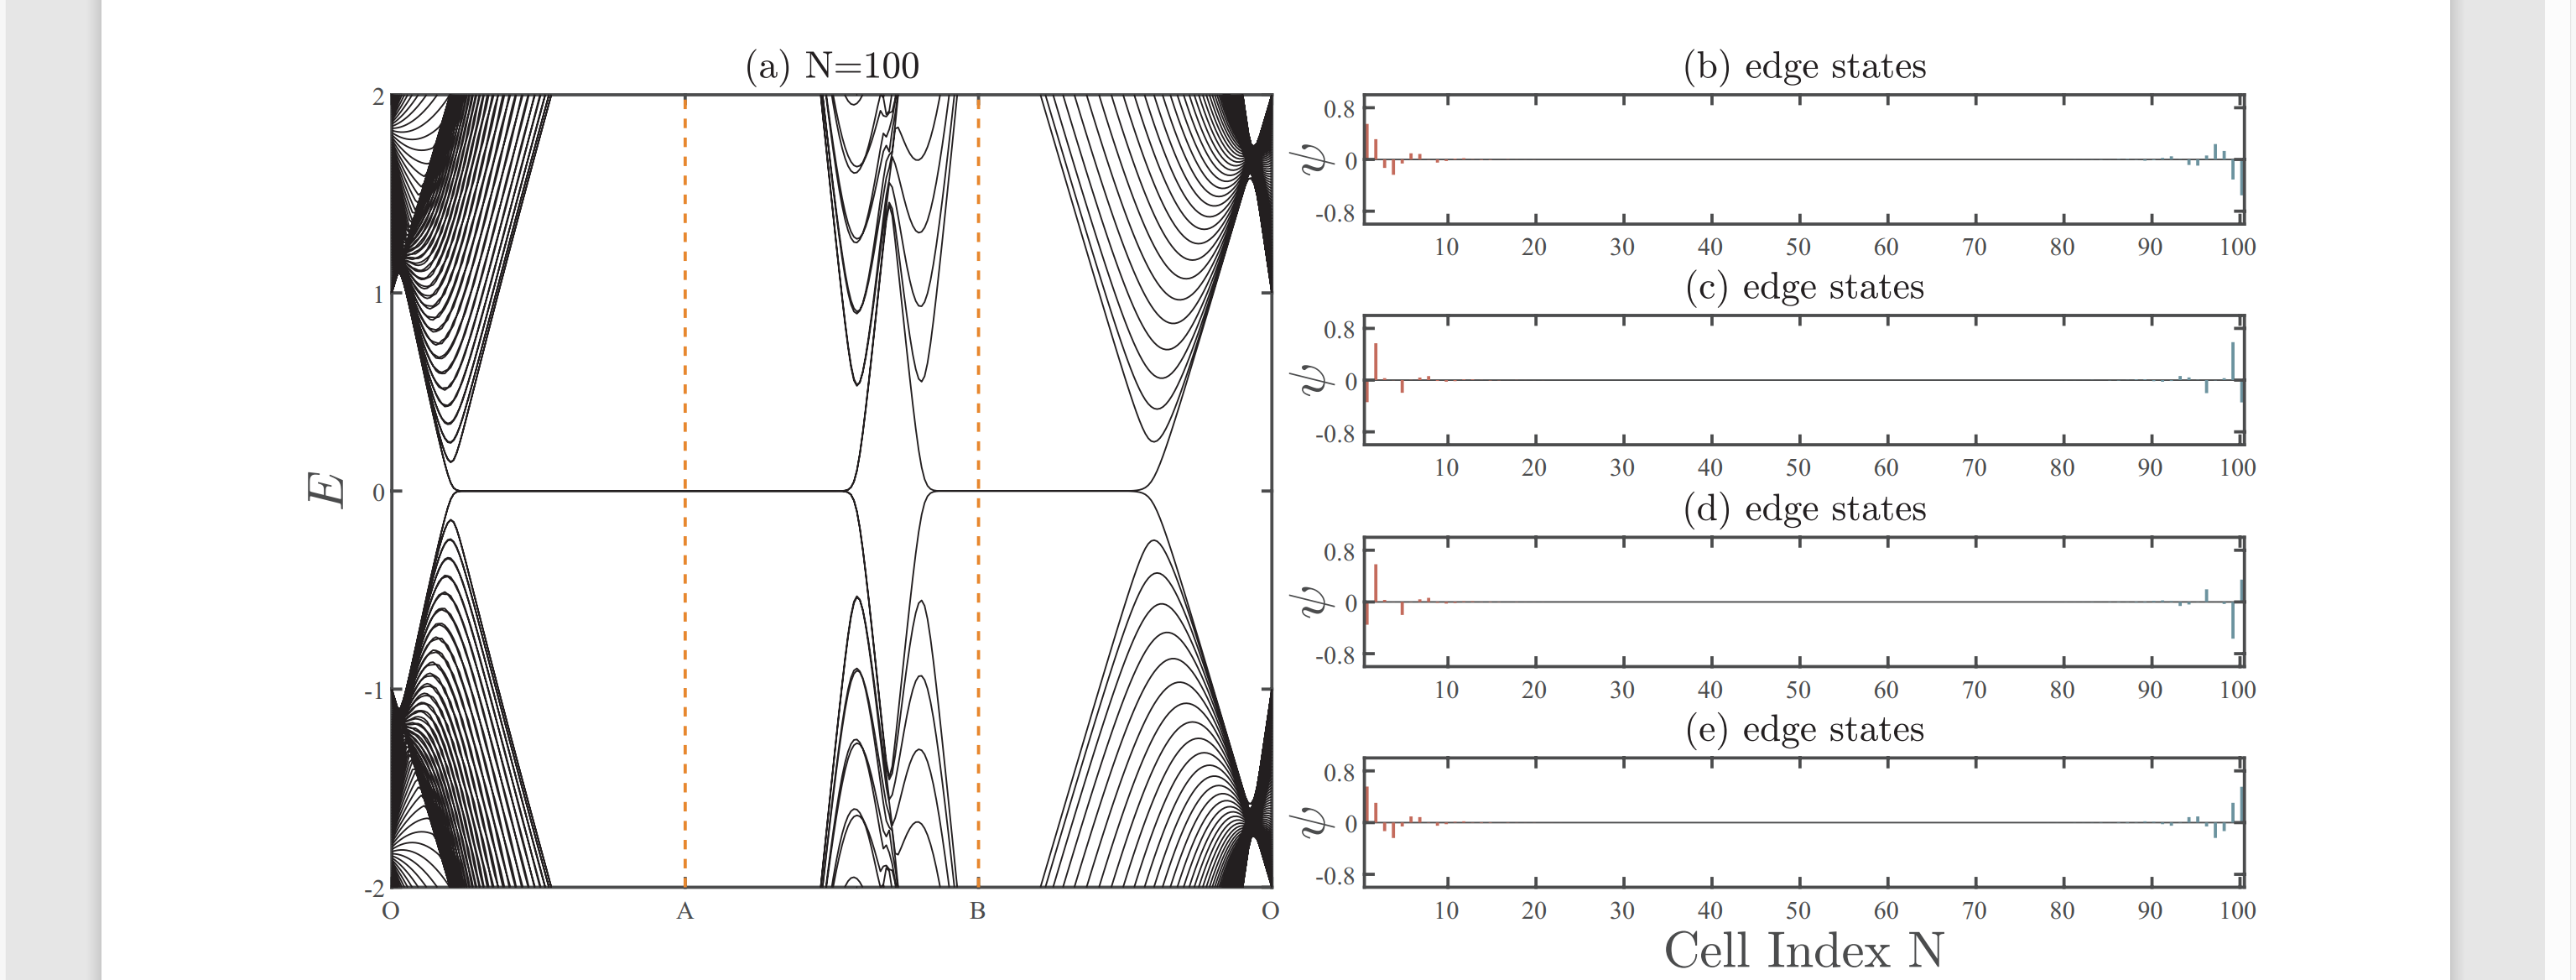 (a) N=100
2
1
0
-1
-2
E
O A B O
(b) edge states
0.8
0
-0.8
ψ
10 20 30 40 50 60 70 80 90 100
(c) edge states
0.8
0
-0.8
ψ
10 20 30 40 50 60 70 80 90 100
(d) edge states
0.8
0
-0.8
ψ
10 20 30 40 50 60 70 80 90 100
(e) edge states
0.8
0
-0.8
ψ
10 20 30 40 50 60 70 80 90 100
Cell Index N